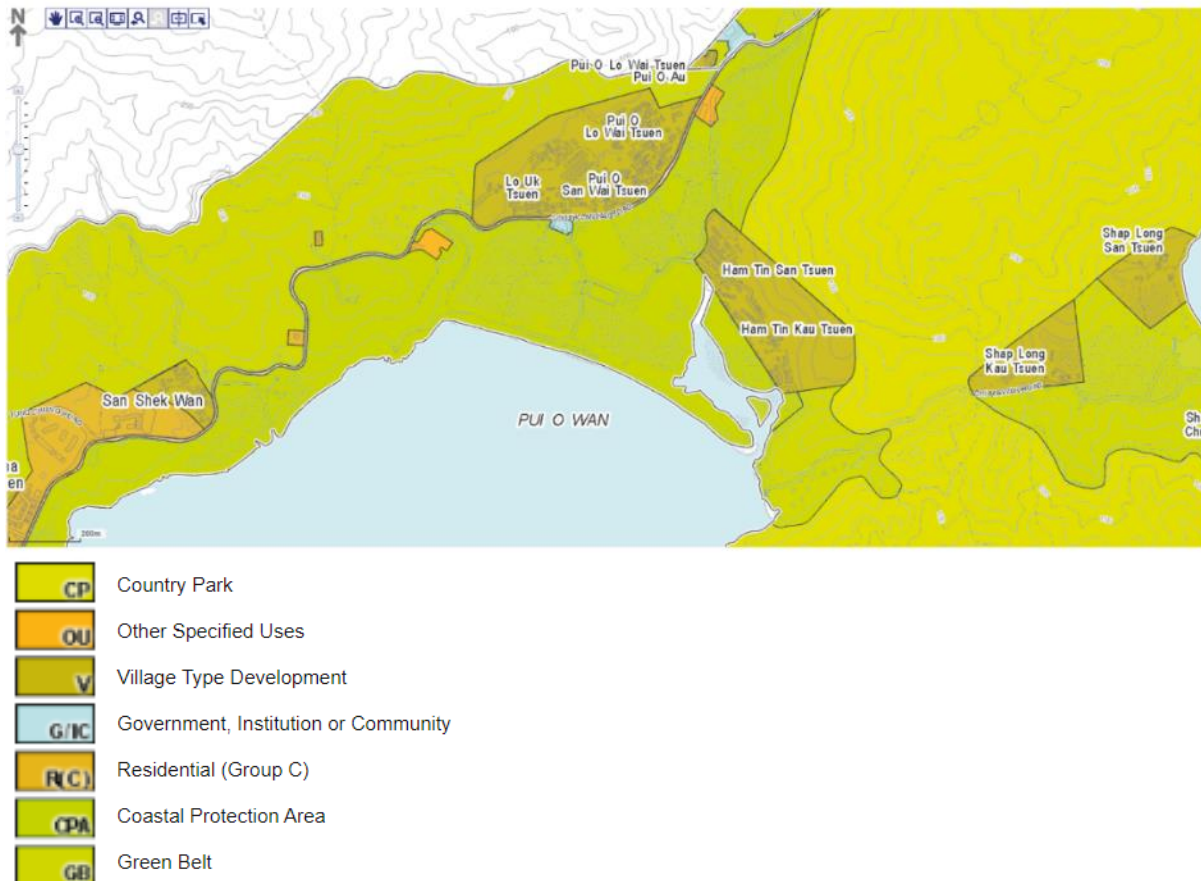 N
Pui O Lo Wai Tsuen
Pui O Au
Pui O
Lo Wai Tsuen
Lo Uk
Tsuen
Pui O
San Wai Tsuen
Shap Long
San Tsuen
Ham Tin San Tsuen
Ham Tin Kau Tsuen
Shap Long
Kau Tsuen
San Shek Wan
PUI O WAN
Sh
Ch
200m
CP Country Park
OU Other Specified Uses
V Village Type Development
G/IC Government, Institution or Community
R(C) Residential (Group C)
CPA Coastal Protection Area
GB Green Belt